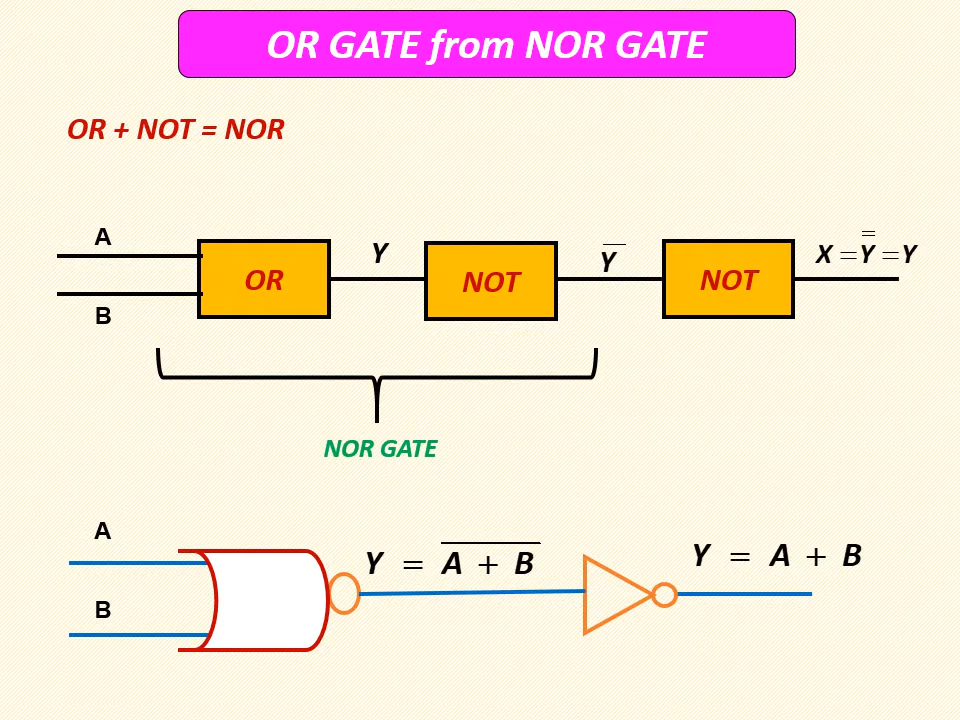 OR GATE from NOR GATE
OR + NOT = NOR
A
B
OR
Y
NOT
Y̅
NOT
X = Y̿ = Y
NOR GATE
A
B
Y = A̅ ̅+̅ ̅B̅
Y = A + B